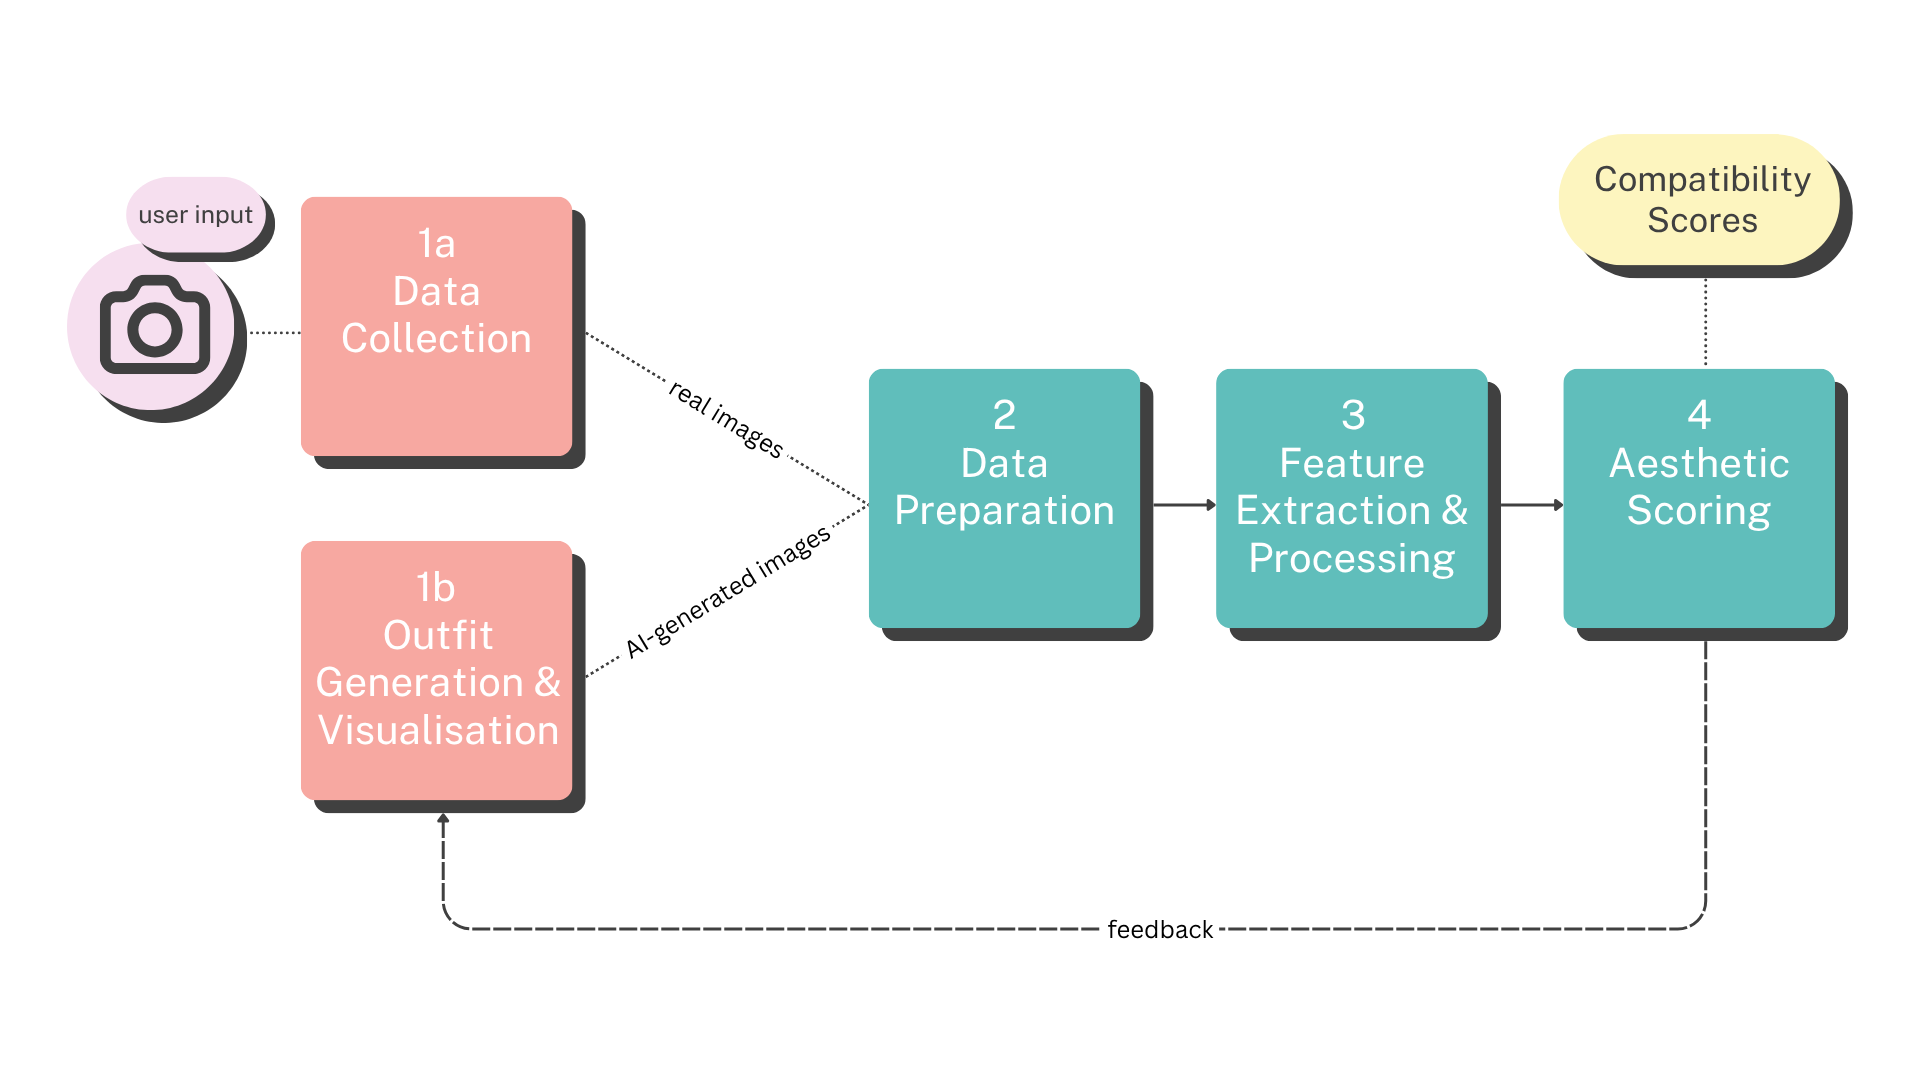 user input
1a
Data
Collection
real images
1b
Outfit
Generation &
Visualisation
AI-generated images
2
Data
Preparation
3
Feature
Extraction &
Processing
4
Aesthetic
Scoring
Compatibility
Scores
feedback